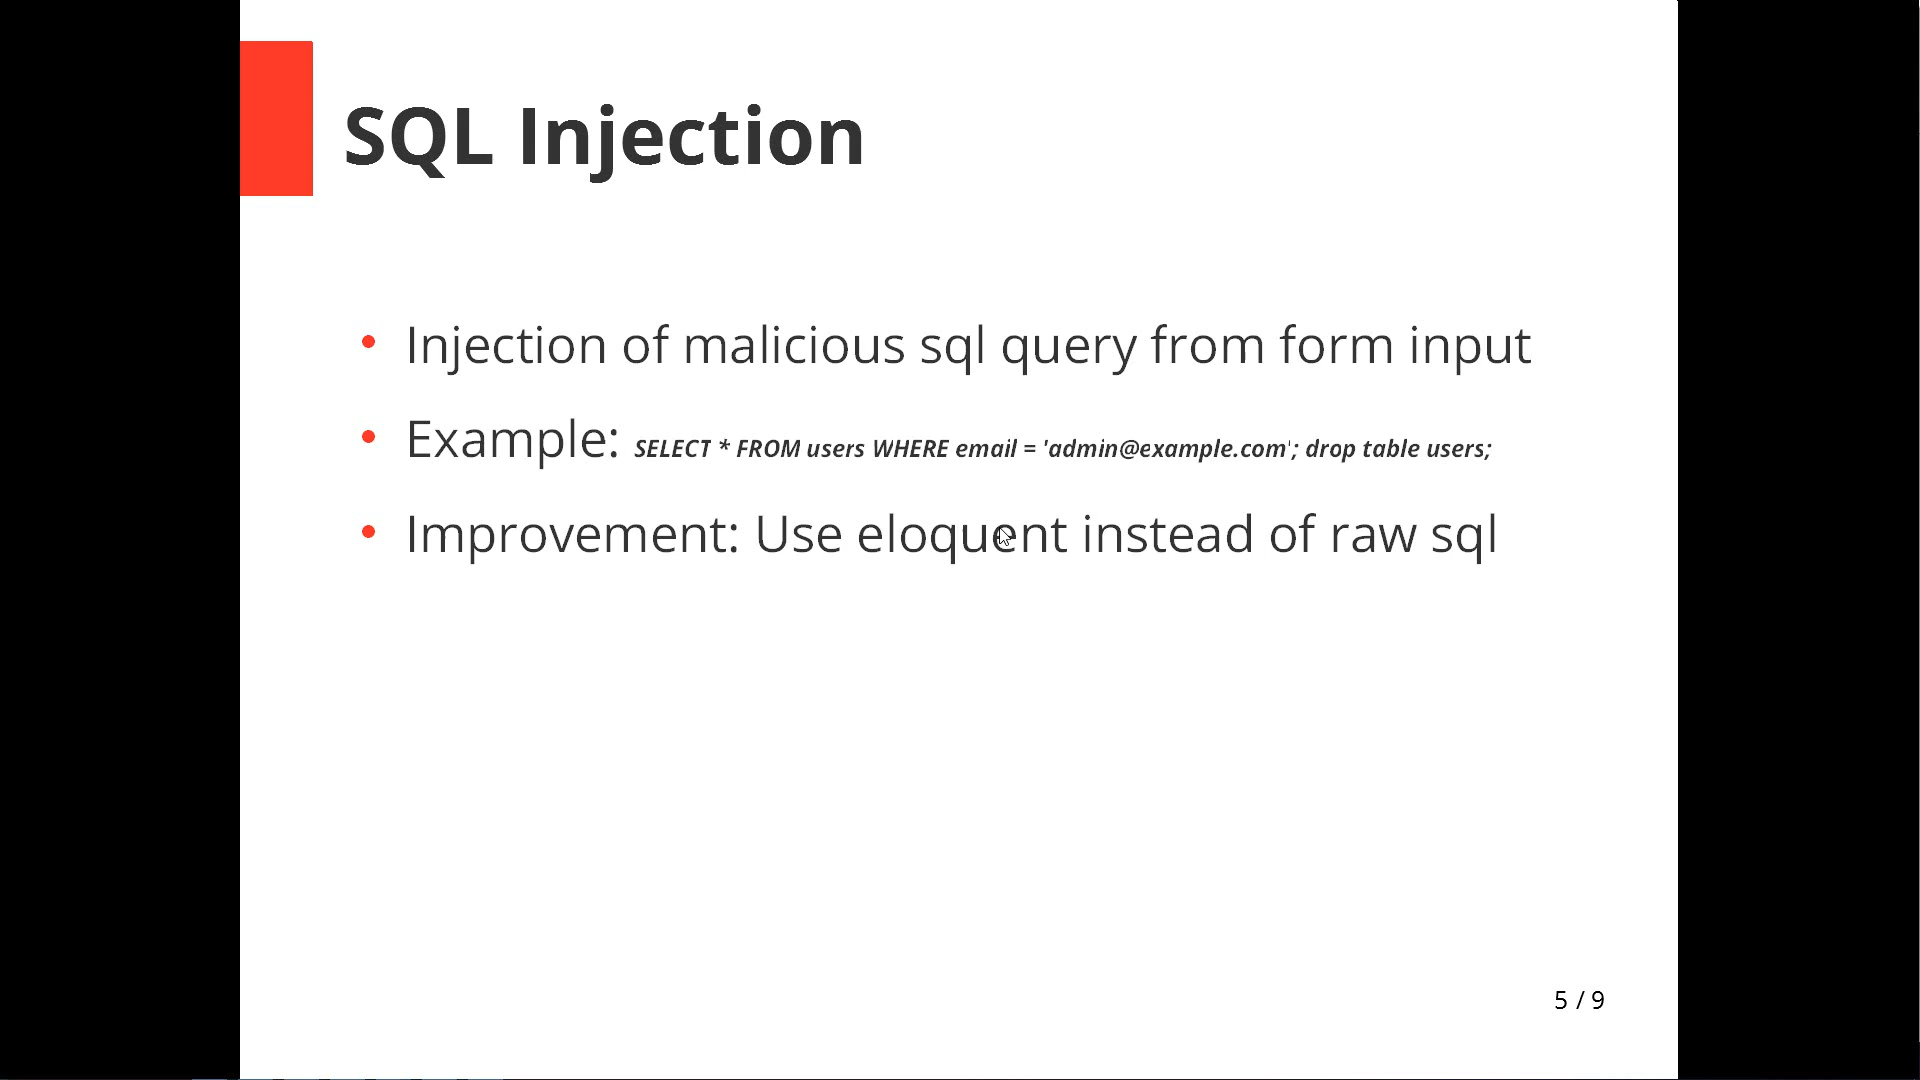 SQL Injection
• Injection of malicious sql query from form input
• Example: SELECT * FROM users WHERE email = 'admin@example.com'; drop table users;
• Improvement: Use eloquent instead of raw sql
5 / 9